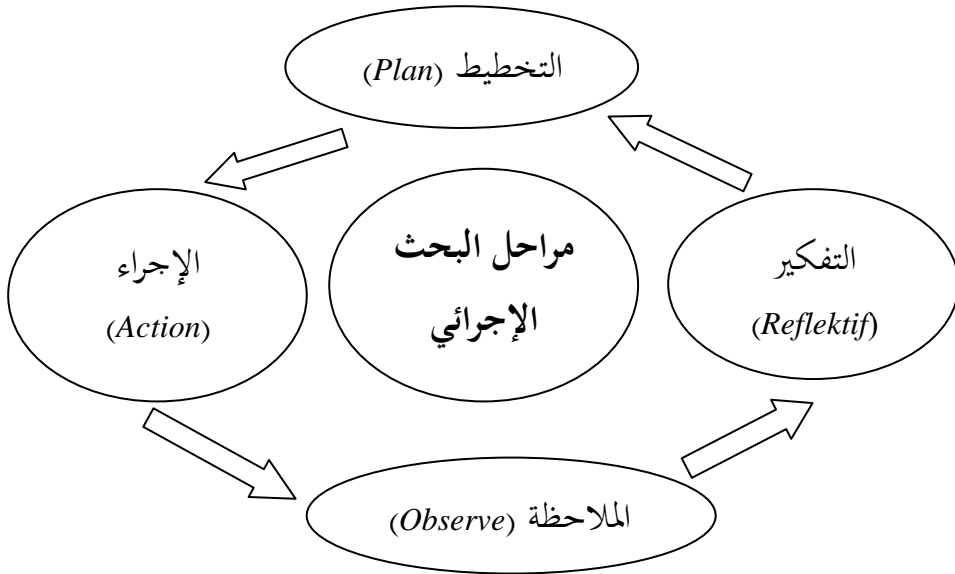 التخطيط (Plan)
مراحل البحث
الإجرائي
الإجراء
(Action)
التفكير
(Reflektif)
الملاحظة (Observe)